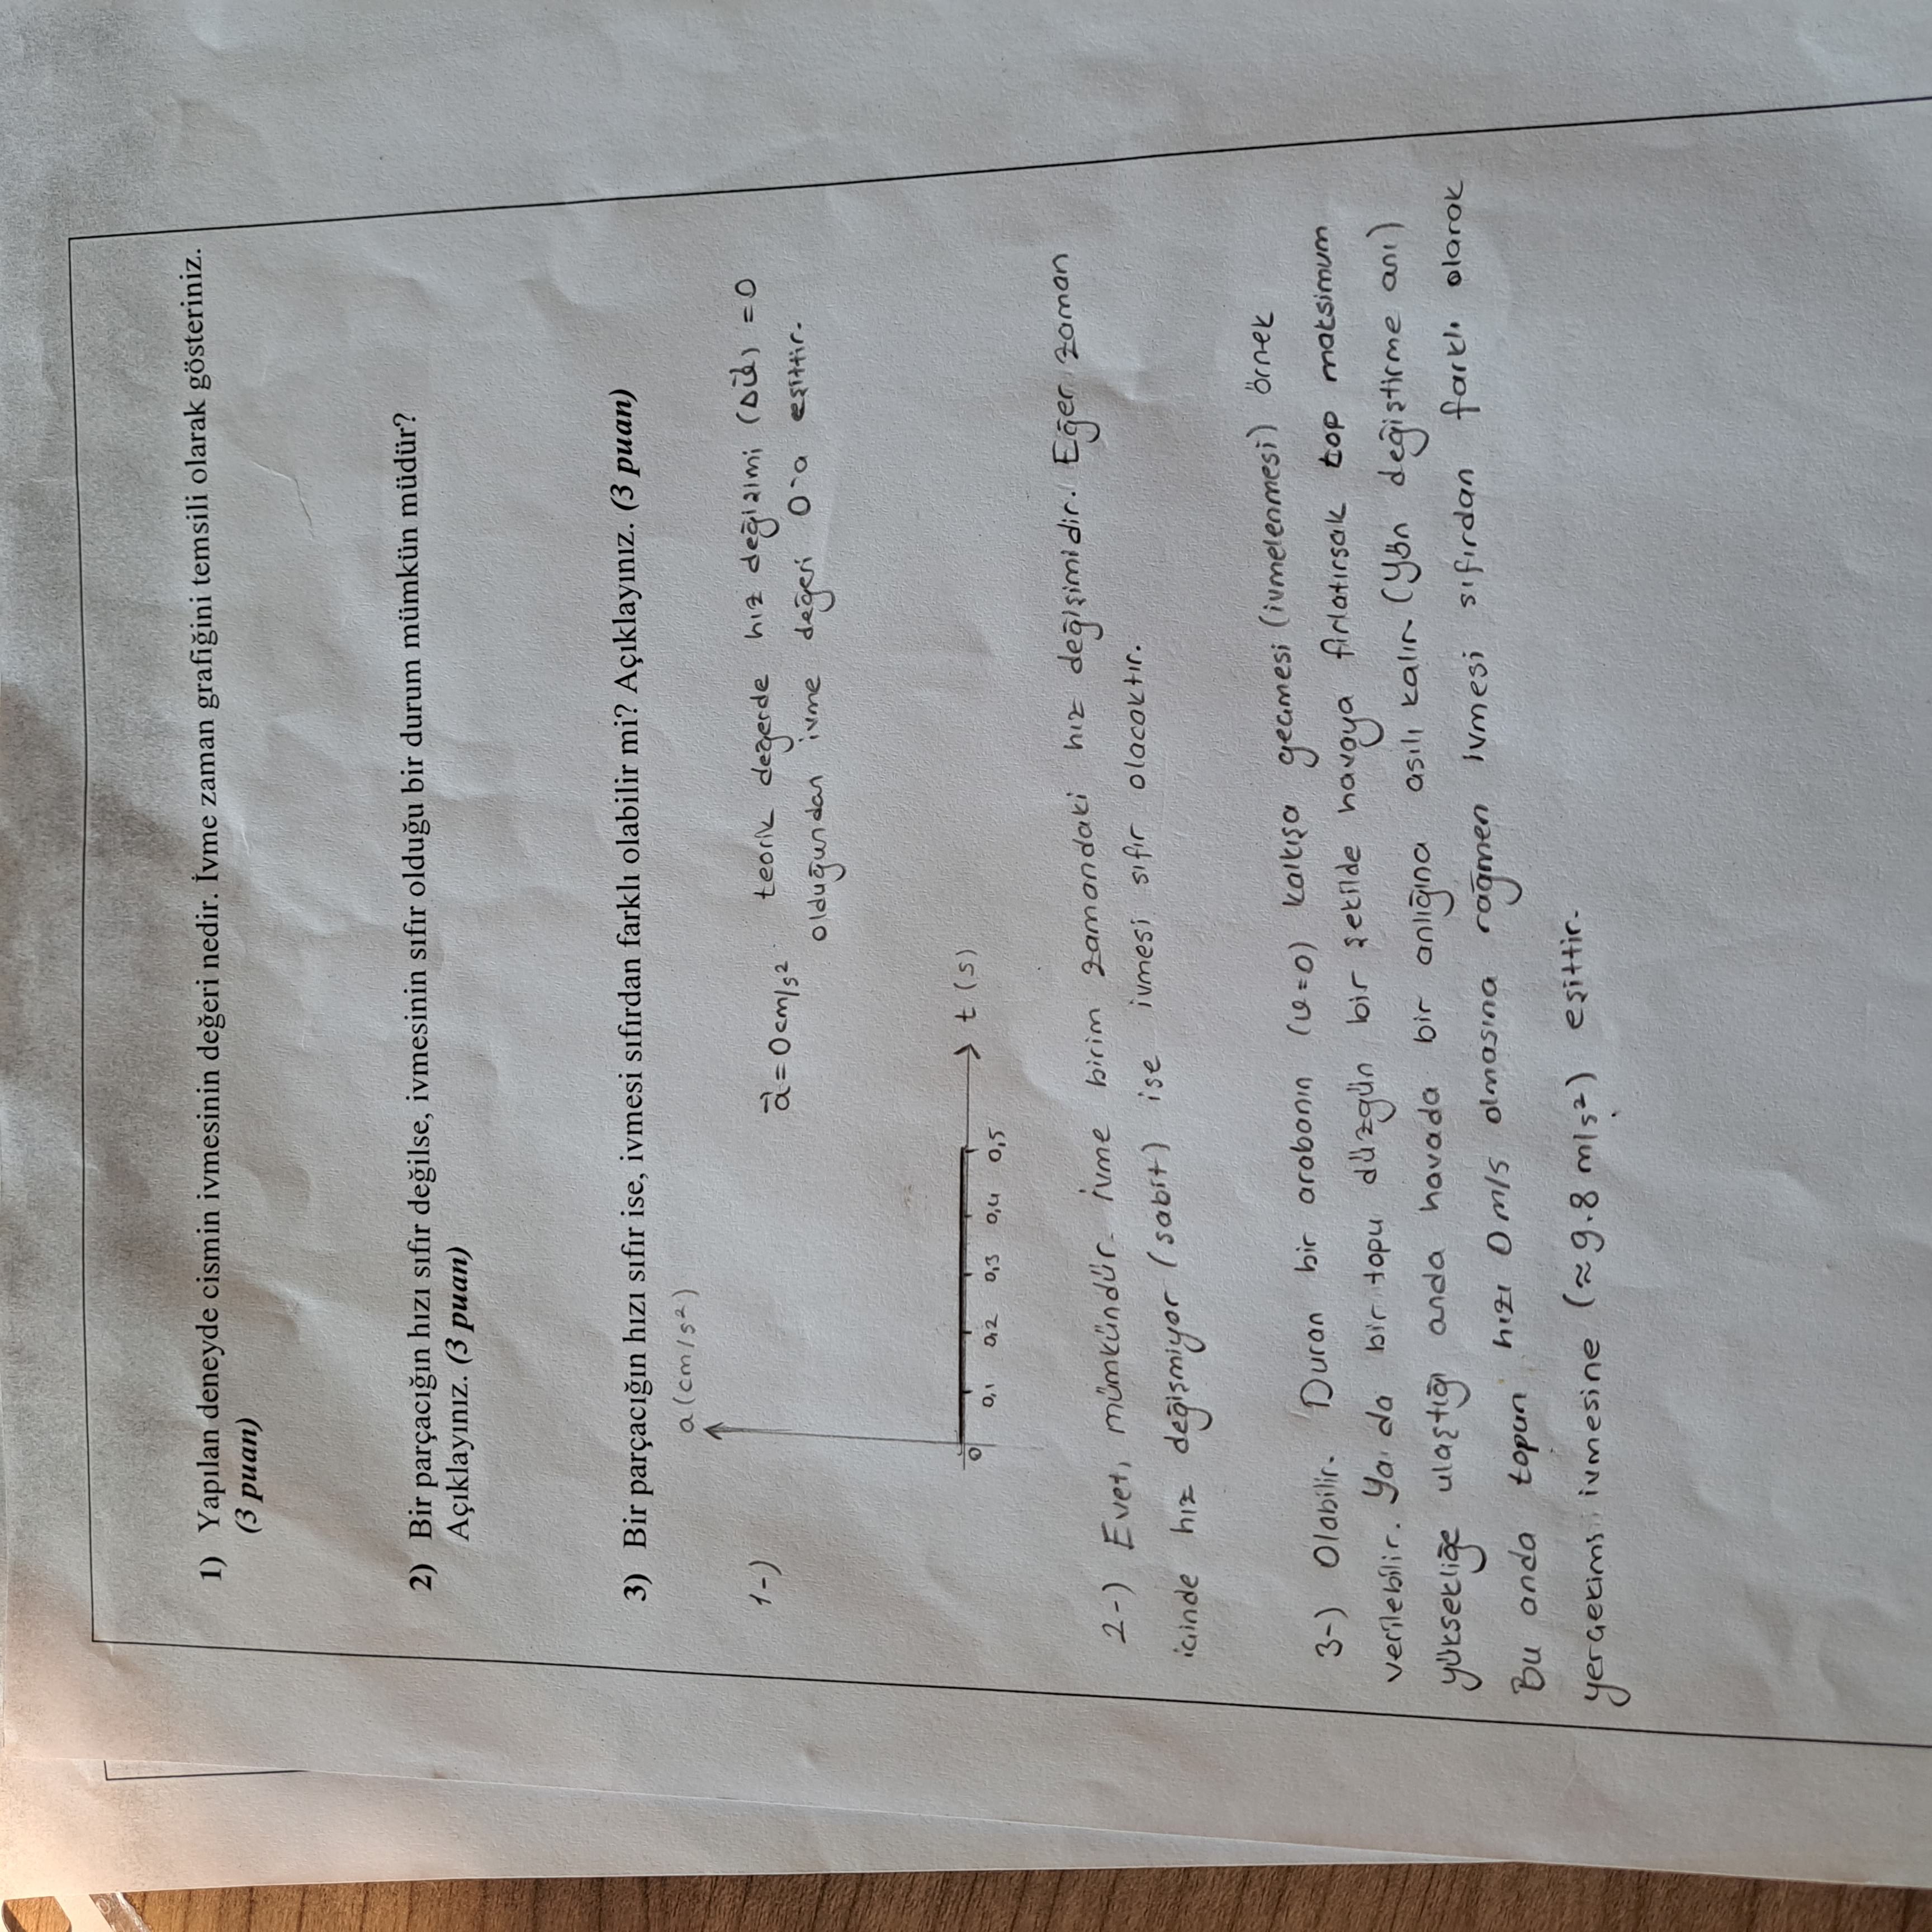 1) Yapılan deneyde cismin ivmesinin değeri nedir. İvme zaman grafiğini temsili olarak gösteriniz.
(3 puan)
2) Bir parçacığın hızı sıfır değilse, ivmesinin sıfır olduğu bir durum mümkün müdür?
Açıklayınız. (3 puan)
3) Bir parçacığın hızı sıfır ise, ivmesi sıfırdan farklı olabilir mi? Açıklayınız. (3 puan)
a (cm/s²)
1-)
a⃗ = 0 cm/s² teorik değerde hız değişimi (Δv⃗) = 0
olduğundan ivme değeri 0'a eşittir.
t (s)
0 0,1 0,2 0,3 0,4 0,5
2-) Evet, mümkündür. İvme birim zamandaki hız değişimidir. Eğer zaman
içinde hız değişmiyor (sabit) ise ivmesi sıfır olacaktır.
3-) Olabilir. Duran bir arabanın (v=0) kalkışa geçmesi (ivmelenmesi) örnek
verilebilir. Ya da bir topu düzgün bir şekilde havaya fırlatırsak top maksimum
yüksekliğe ulaştığı anda havada bir anlığına asılı kalır (Yön değiştirme anı)
Bu anda topun hızı 0 m/s olmasına rağmen ivmesi sıfırdan farklı olarak
yerçekimi ivmesine (≈9.8 m/s²) eşittir.